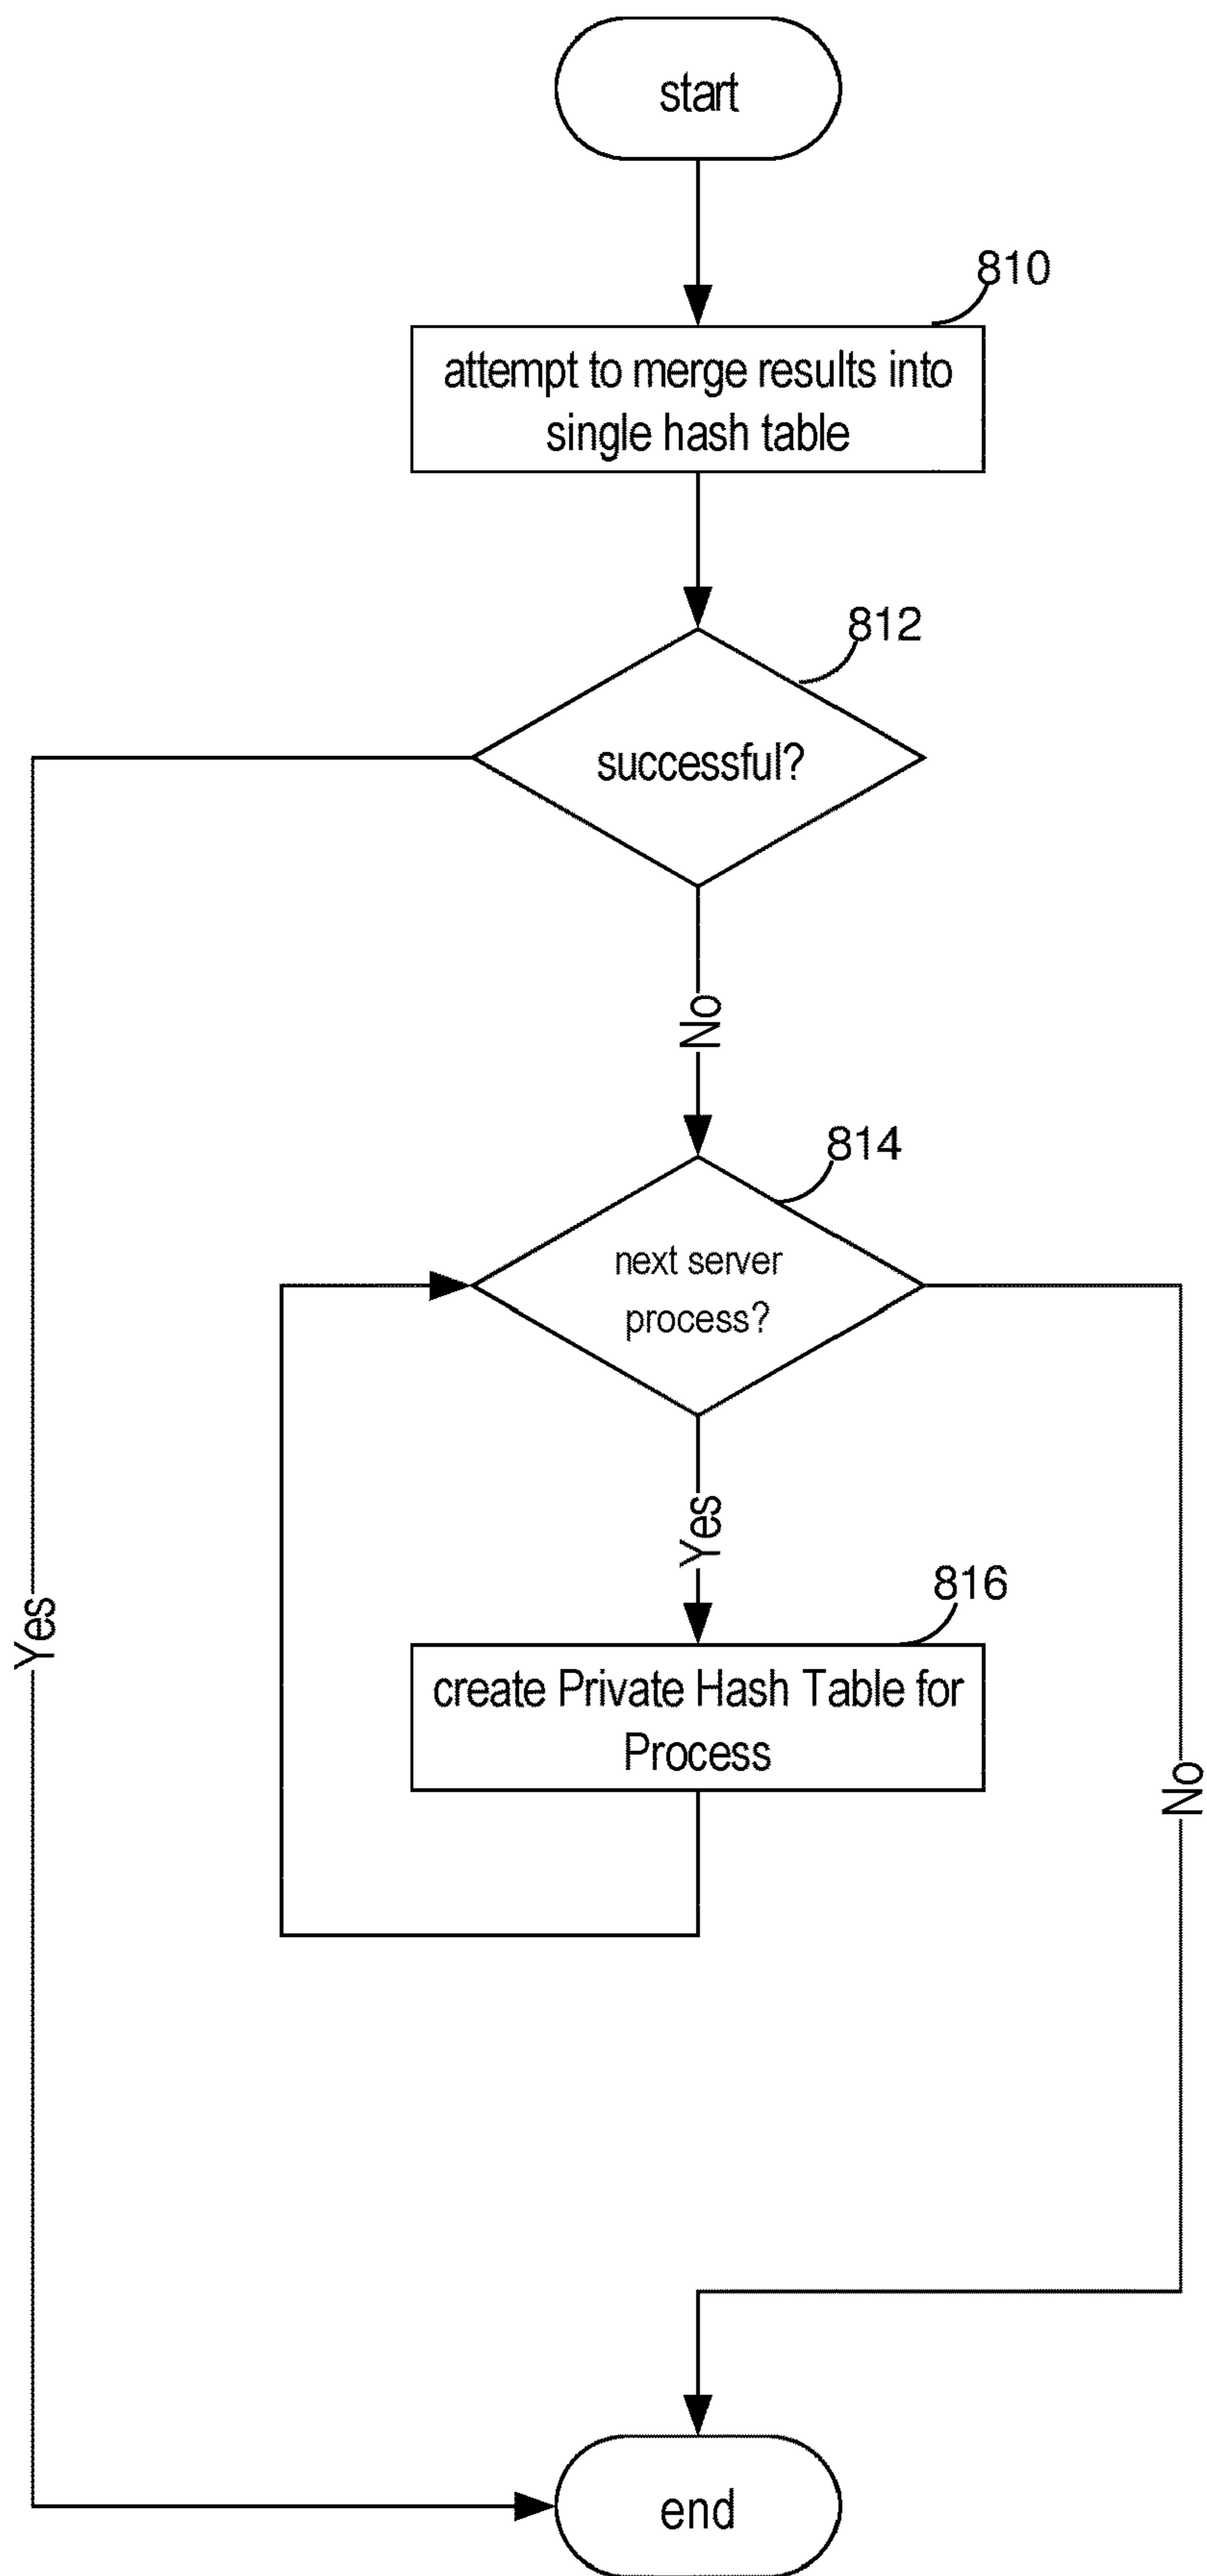 start
810
attempt to merge results into
single hash table
812
successful?
No
814
next server
process?
Yes
816
create Private Hash Table for
Process
Yes
No
end